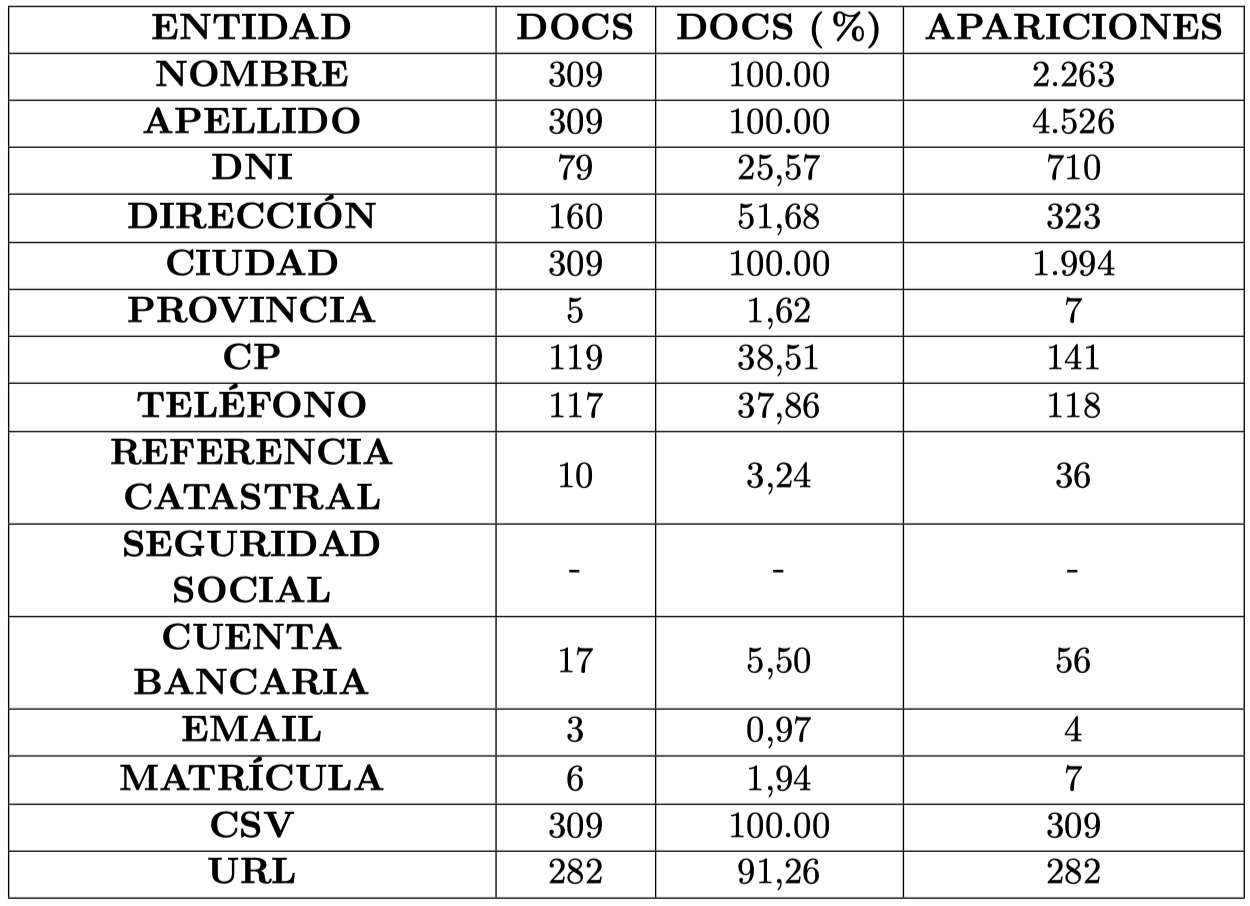 ENTIDAD DOCS DOCS (%) APARICIONES
NOMBRE 309 100.00 2.263
APELLIDO 309 100.00 4.526
DNI 79 25,57 710
DIRECCIÓN 160 51,68 323
CIUDAD 309 100.00 1.994
PROVINCIA 5 1,62 7
CP 119 38,51 141
TELÉFONO 117 37,86 118
REFERENCIA
CATASTRAL 10 3,24 36
SEGURIDAD
SOCIAL - - -
CUENTA
BANCARIA 17 5,50 56
EMAIL 3 0,97 4
MATRÍCULA 6 1,94 7
CSV 309 100.00 309
URL 282 91,26 282